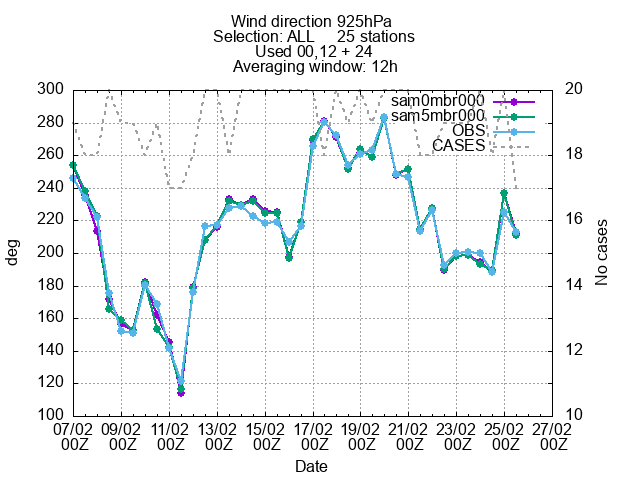 Wind direction 925hPa
Selection: ALL 25 stations
Used 00,12 + 24
Averaging window: 12h
300 20
sam0mbr000
sam5mbr000
OBS
CASES
280
260 18
240
220 16
200 14
180
160
140 12
120
100 10
deg
No cases
07/02 09/02 11/02 13/02 15/02 17/02 19/02 21/02 23/02 25/02 27/02
00Z 00Z 00Z 00Z 00Z 00Z 00Z 00Z 00Z 00Z 00Z
Date